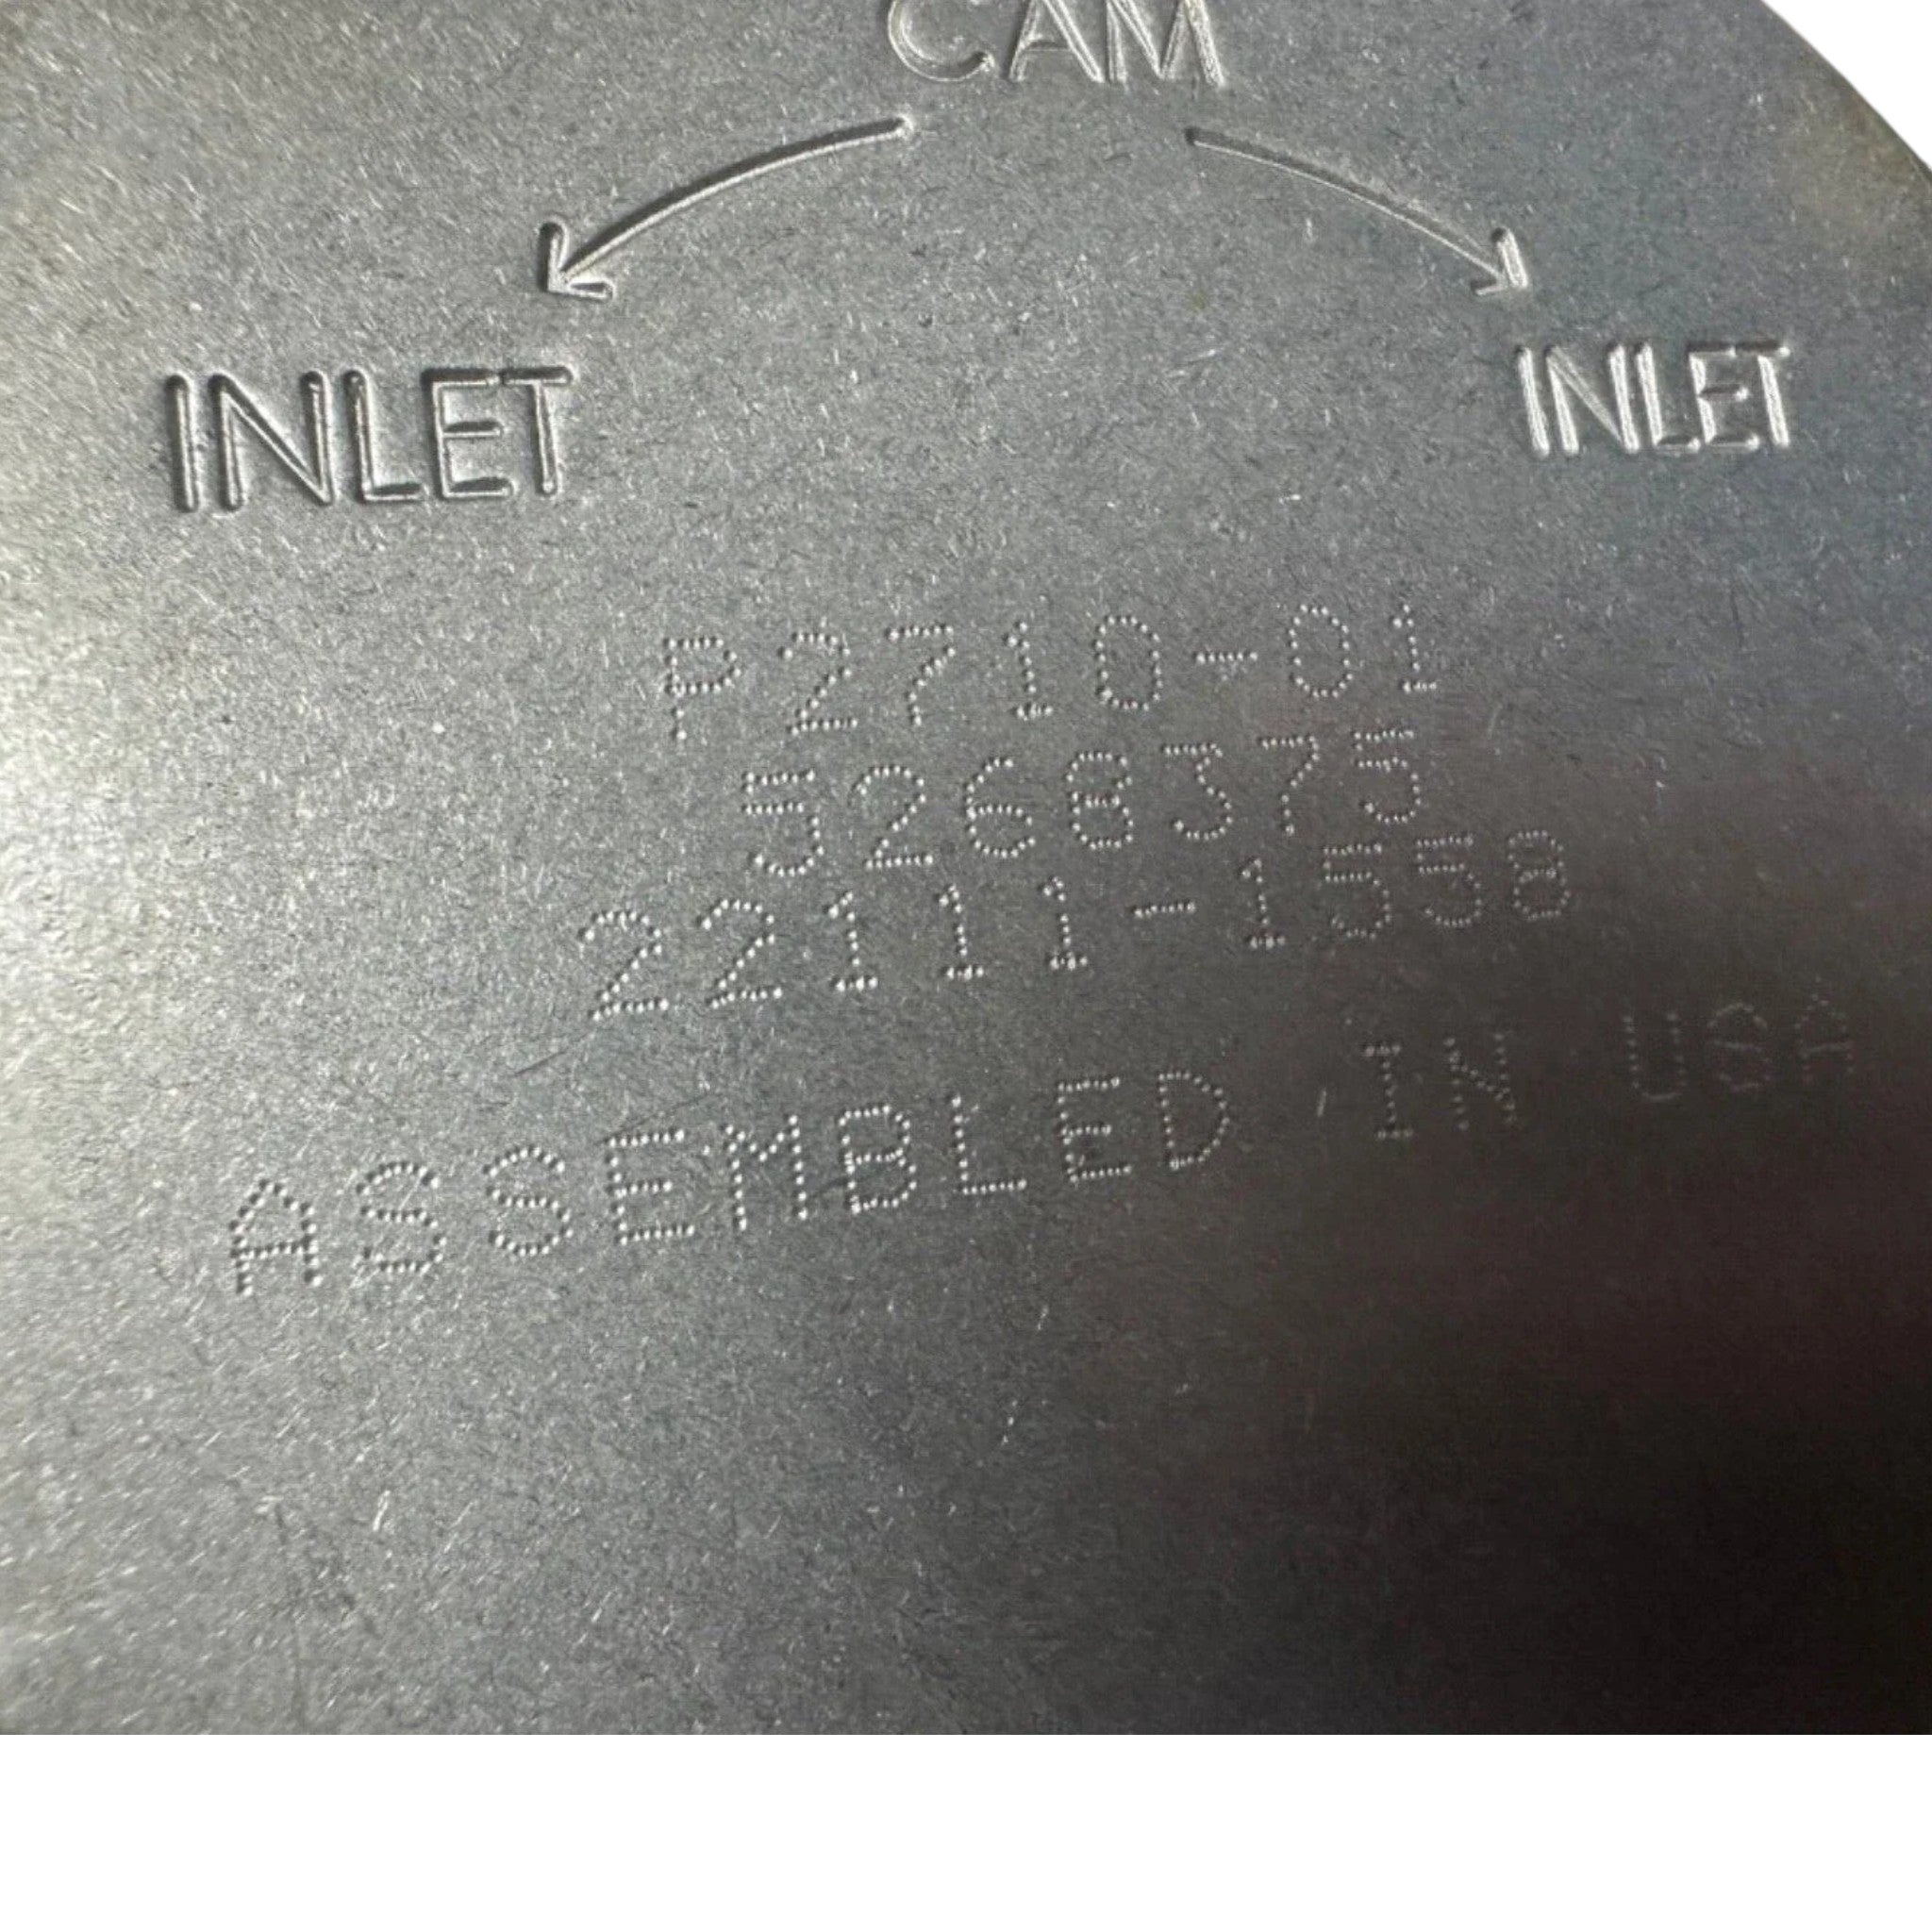 CAM
INLET INLET
P2710-01
5268375
22111-1558
ASSEMBLED IN USA